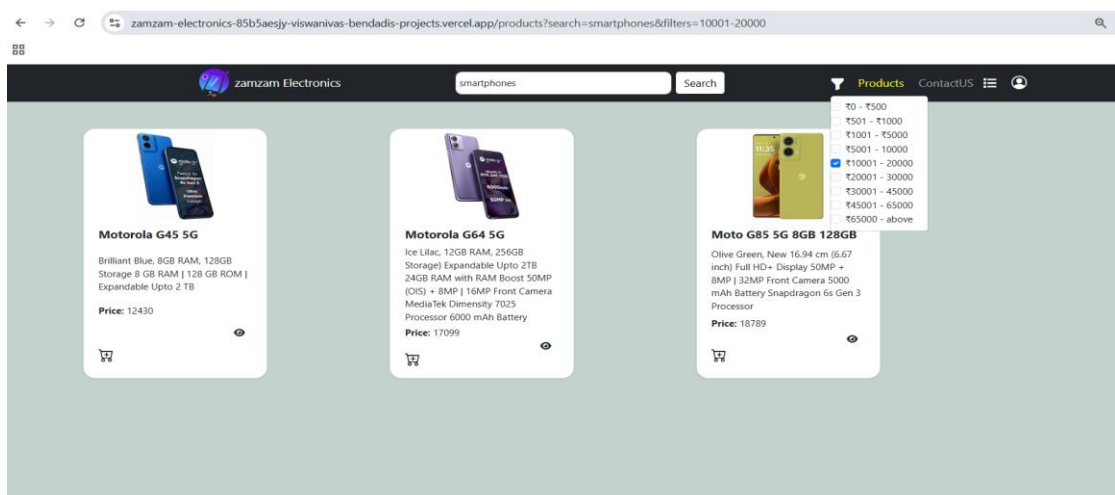 zamzam-electronics-85b5aesjy-viswanivas-bendadis-projects.vercel.app/products?search=smartphones&filters=10001-20000
zamzam Electronics
smartphones
Search
Products
ContactUS
₹0 - ₹500
₹501 - ₹1000
₹1001 - ₹5000
₹5001 - 10000
₹10001 - 20000
₹20001 - 30000
₹30001 - 45000
₹45001 - 65000
₹65000 - above
Motorola G45 5G
Brilliant Blue, 8GB RAM, 128GB
Storage 8 GB RAM | 128 GB ROM |
Expandable Upto 2 TB
Price: 12430
Motorola G64 5G
Ice Lilac, 12GB RAM, 256GB
Storage) Expandable Upto 2TB
24GB RAM with RAM Boost 50MP
(OIS) + 8MP | 16MP Front Camera
MediaTek Dimensity 7025
Processor 6000 mAh Battery
Price: 17099
11:35
Moto G85 5G 8GB 128GB
Olive Green, New 16.94 cm (6.67
inch) Full HD+ Display 50MP +
8MP | 32MP Front Camera 5000
mAh Battery Snapdragon 6s Gen 3
Processor
Price: 18789